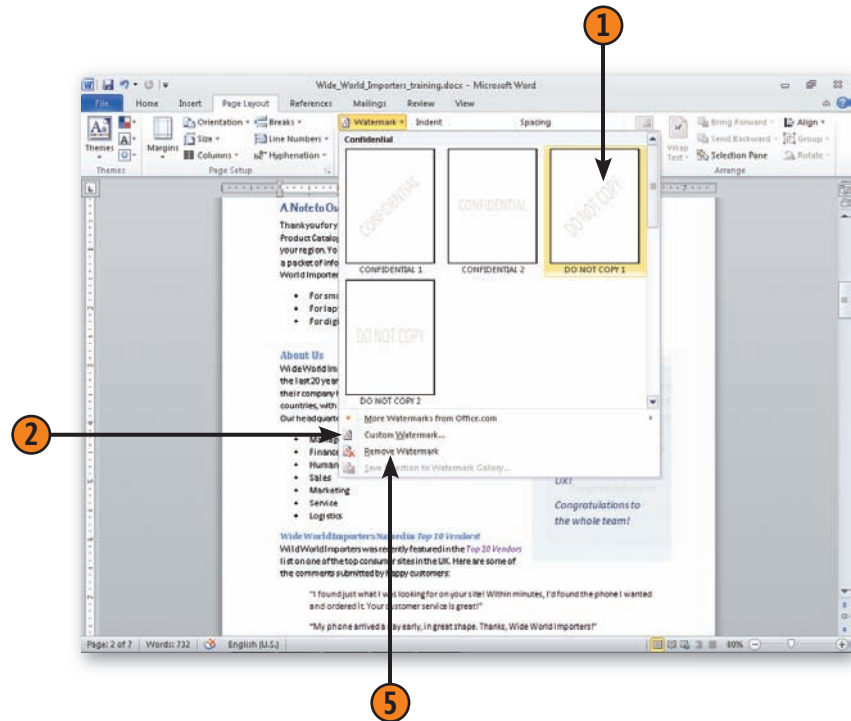 1
Wide_World_Importers_training.docx - Microsoft Word
File Home Insert Page Layout References Mailings Review View
Themes
Themes
Margins
Orientation
Size
Columns
Breaks
Line Numbers
Hyphenation
Page Setup
Watermark
Indent
Spacing
Wrap
Text
Bring Forward
Send Backward
Selection Pane
Align
Group
Rotate
Arrange
Confidential
CONFIDENTIAL
CONFIDENTIAL
DO NOT COPY
CONFIDENTIAL 1
CONFIDENTIAL 2
DO NOT COPY 1
DO NOT COPY
DO NOT COPY 2
More Watermarks from Office.com
Custom Watermark...
Remove Watermark
Save Selection to Watermark Gallery...
2
5
A Note to Ou
Thank you for y
Product Catalo
your region. Yo
a packet of info
World Importe
• For sma
• For lap
• For digi
About Us
Wide World Im
the last 20 year
their company
countries, with
Our headquart
• Manag
• Financ
• Human
• Sales
• Marketing
• Service
• Logistics
UK!
Congratulations to
the whole team!
Wide World Importers Named in Top 10 Vendors!
Wild World Importers was recently featured in the Top 10 Vendors
list on one of the top consumer sites in the UK. Here are some of
the comments submitted by happy customers:
"I found just what I was looking for on your site! Within minutes, I'd found the phone I wanted
and ordered it. Your customer service is great!"
"My phone arrived a day early, in great shape. Thanks, Wide World Importers!"
Page: 2 of 7 Words: 732 English (U.S.) 80%